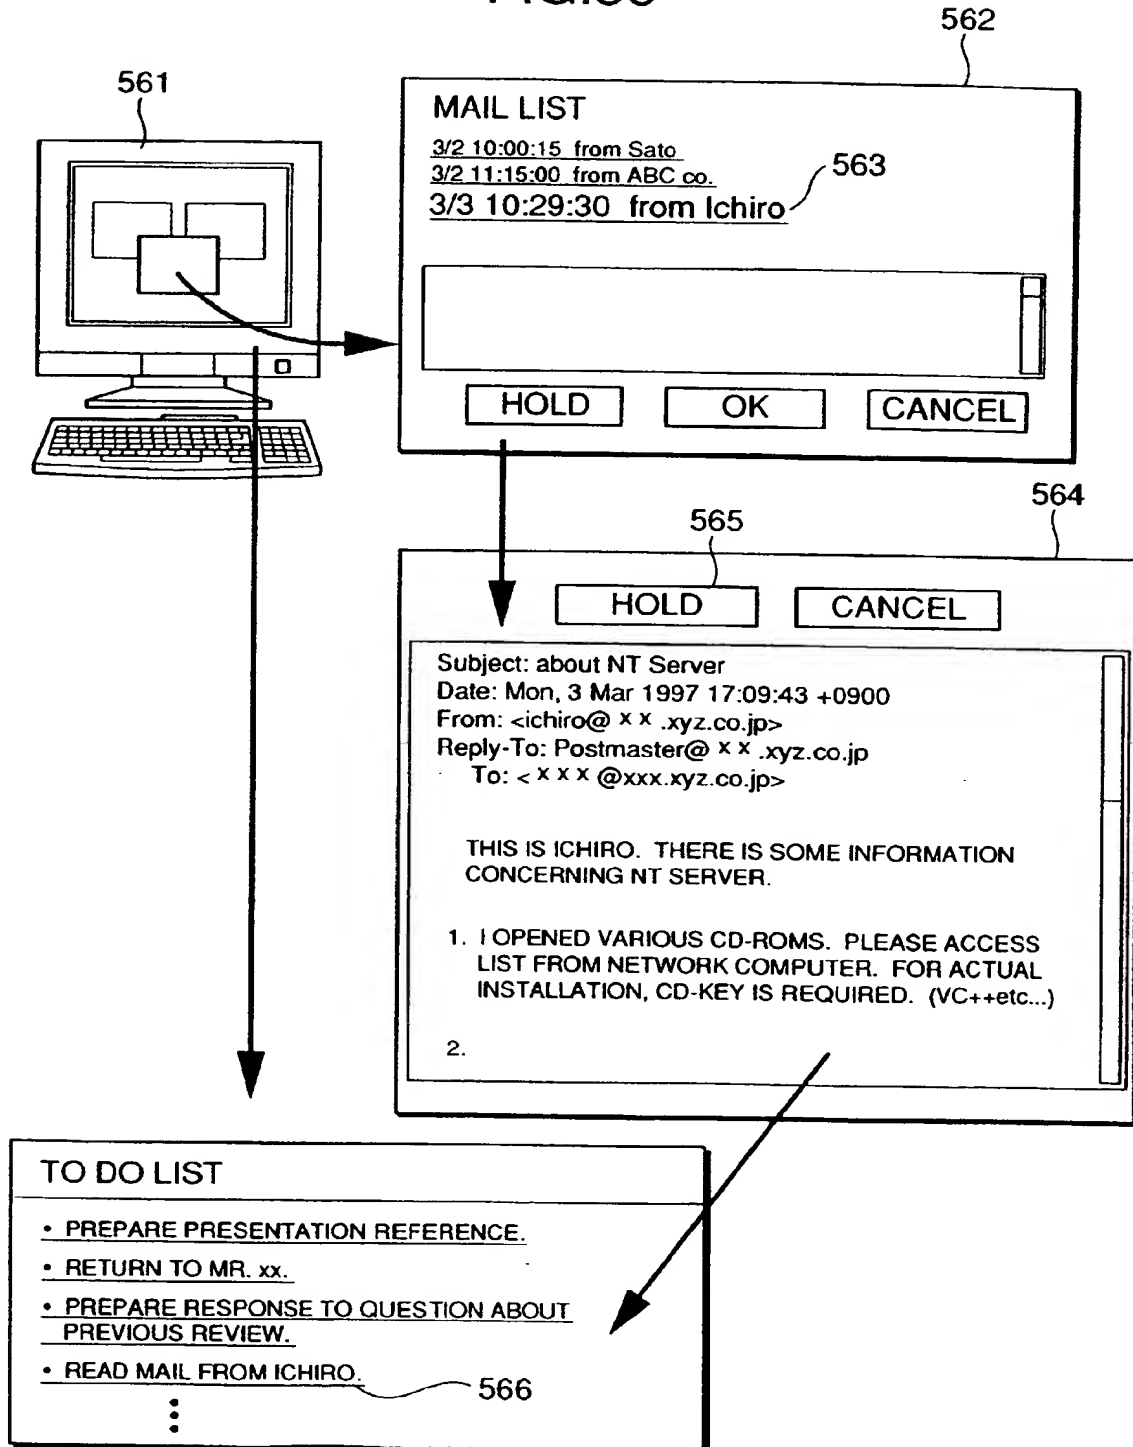 562
561
MAIL LIST
3/2 10:00:15 from Sato
3/2 11:15:00 from ABC co.
563
3/3 10:29:30 from Ichiro
HOLD OK CANCEL
564
565
HOLD CANCEL
Subject: about NT Server
Date: Mon, 3 Mar 1997 17:09:43 +0900
From: <ichiro@ x x .xyz.co.jp>
Reply-To: Postmaster@ x x .xyz.co.jp
To: < x x x @xxx.xyz.co.jp>
THIS IS ICHIRO. THERE IS SOME INFORMATION
CONCERNING NT SERVER.
1. I OPENED VARIOUS CD-ROMS. PLEASE ACCESS
LIST FROM NETWORK COMPUTER. FOR ACTUAL
INSTALLATION, CD-KEY IS REQUIRED. (VC++etc...)
2.
TO DO LIST
• PREPARE PRESENTATION REFERENCE.
• RETURN TO MR. xx.
• PREPARE RESPONSE TO QUESTION ABOUT
PREVIOUS REVIEW.
• READ MAIL FROM ICHIRO.
566